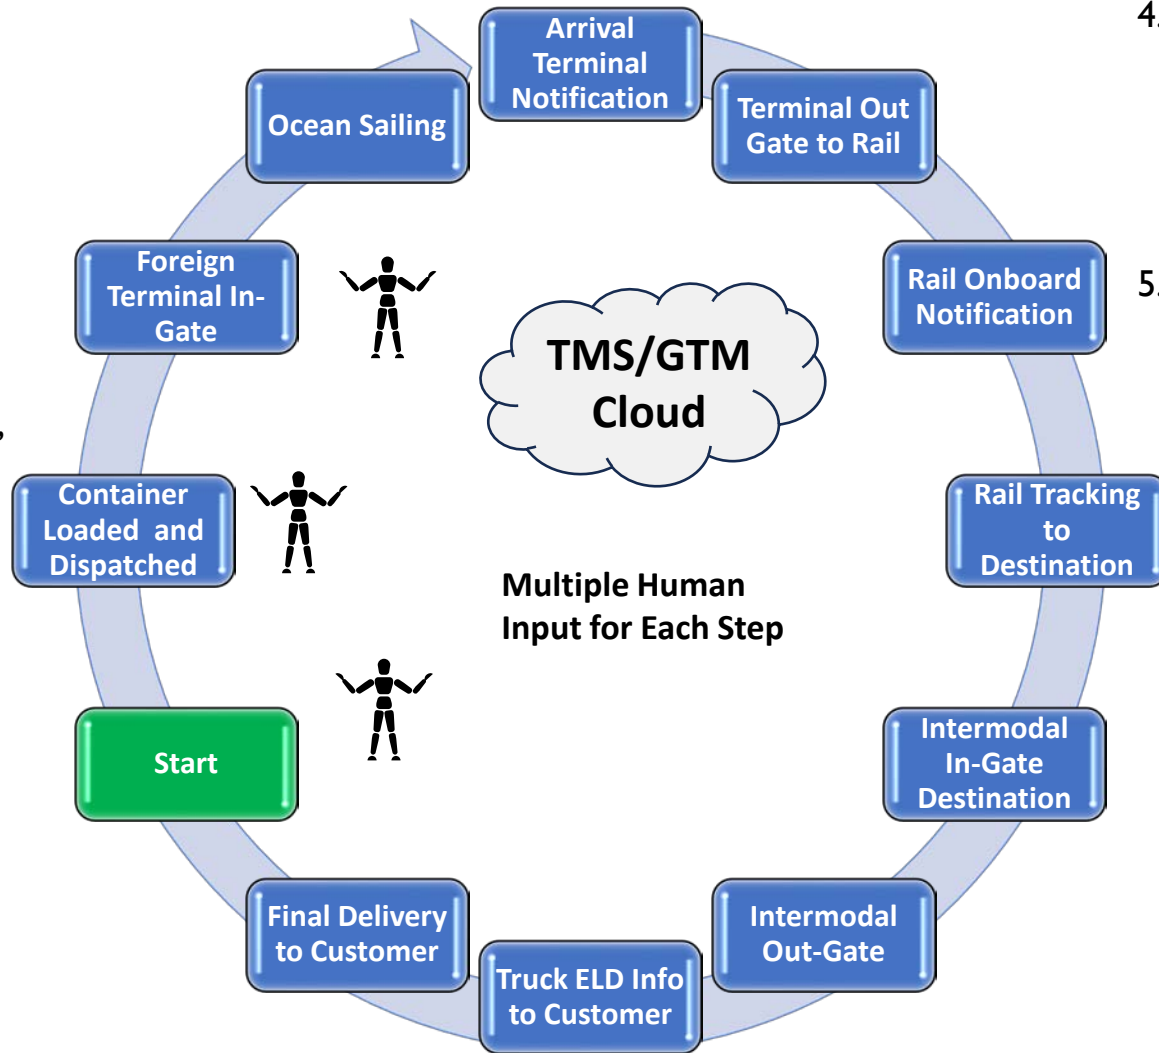 4.
Arrival
Terminal
Notification
Terminal Out
Gate to Rail
Rail Onboard
Notification
5.
Rail Tracking
to
Destination
Intermodal
In-Gate
Destination
Intermodal
Out-Gate
Truck ELD Info
to Customer
Final Delivery
to Customer
Start
Container
Loaded and
Dispatched
,
Foreign
Terminal In-
Gate
Ocean Sailing
TMS/GTM
Cloud
Multiple Human
Input for Each Step